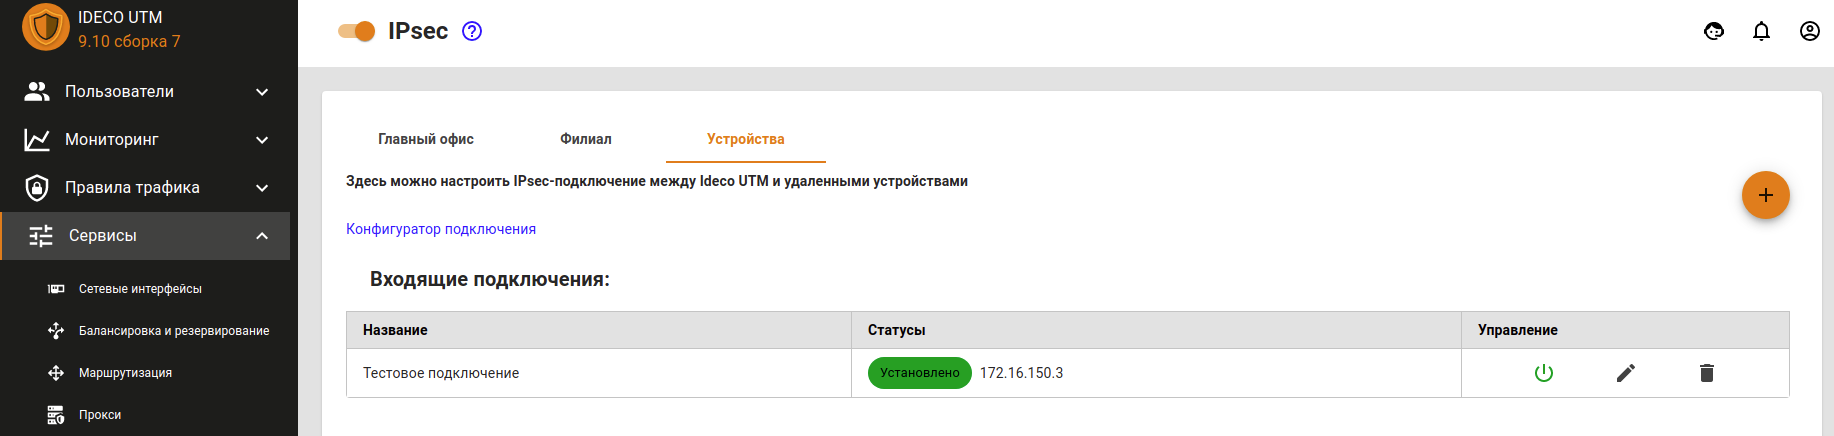 IDECO UTM
9.10 сборка 7
Пользователи
Мониторинг
Правила трафика
Сервисы
Сетевые интерфейсы
Балансировка и резервирование
Маршрутизация
Прокси
IPsec
Главный офис Филиал Устройства
Здесь можно настроить IPsec-подключение между Ideco UTM и удаленными устройствами
Конфигуратор подключения
Входящие подключения:
Название Статусы Управление
Тестовое подключение Установлено 172.16.150.3